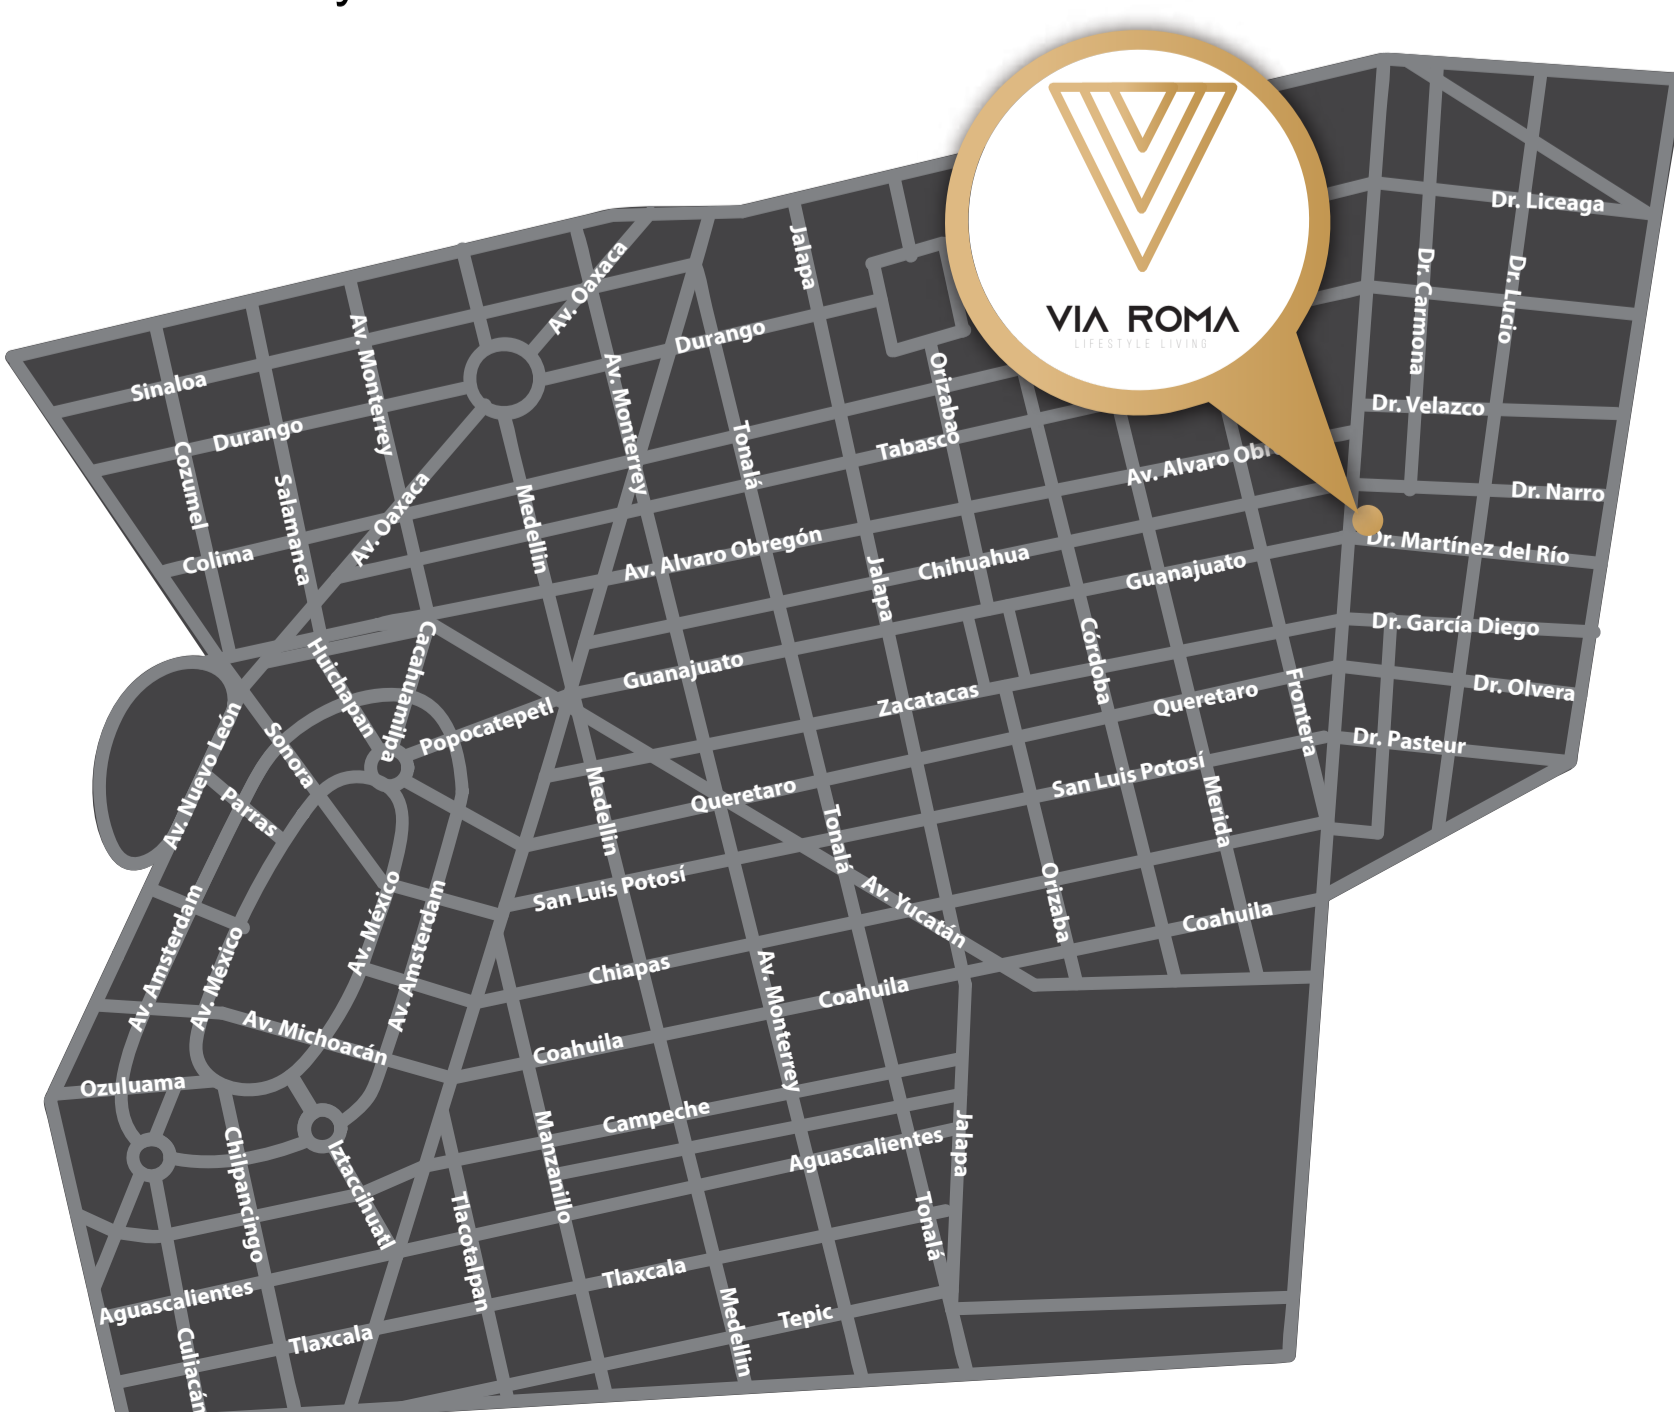 VIA ROMA
LIFESTYLE LIVING
Dr. Liceaga
Jalapa
Av. Oaxaca
Dr. Carmona
Dr. Lucio
Durango
Av. Monterrey
Sinaloa
Av. Monterrey
Orizaba
Dr. Velazco
Durango
Tabasco
Tonalá
Cozumel
Salamanca
Av. Oaxaca
Av. Alvaro Obr
Dr. Narro
Medellin
Colima
Av. Alvaro Obregón
Dr. Martínez del Río
Chihuahua
Guanajuato
Jalapa
Dr. García Diego
Cacahuamilpa
Huichapan
Córdoba
Guanajuato
Dr. Olvera
Zacatacas
Queretaro
Frontera
Popocatepetl
Av. Nuevo León
Sonora
Dr. Pasteur
San Luis Potosí
Parras
Medellin
Queretaro
Tonalá
Merida
San Luis Potosí
Av. Yucatán
Orizaba
Coahuila
Av. Amsterdam
Av. México
Av. México
Av. Amsterdam
Chiapas
Av. Monterrey
Coahuila
Av. Michoacán
Coahuila
Ozuluama
Campeche
Jalapa
Manzanillo
Aguascalientes
Chilpancingo
Iztaccihuatl
Tlacotalpan
Tonalá
Tlaxcala
Aguascalientes
Medellin
Tepic
Tlaxcala
Culiacán